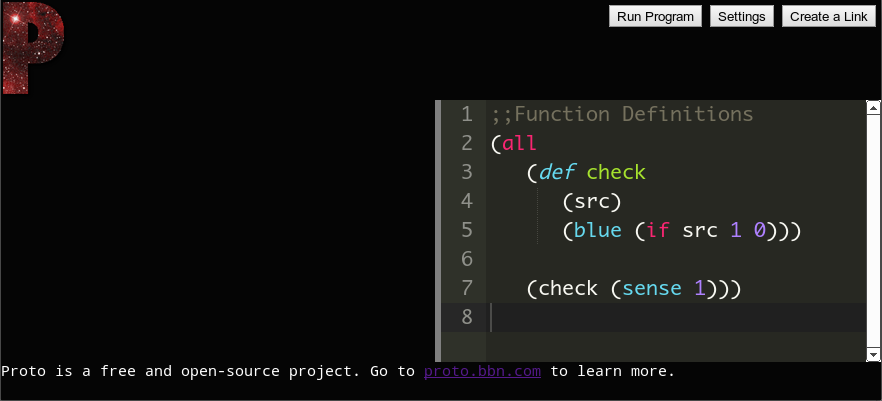 P
Run Program Settings Create a Link
1 ;;Function Definitions
2 (all
3 (def check
4 (src)
5 (blue (if src 1 0)))
6
7 (check (sense 1)))
8
Proto is a free and open-source project. Go to proto.bbn.com to learn more.